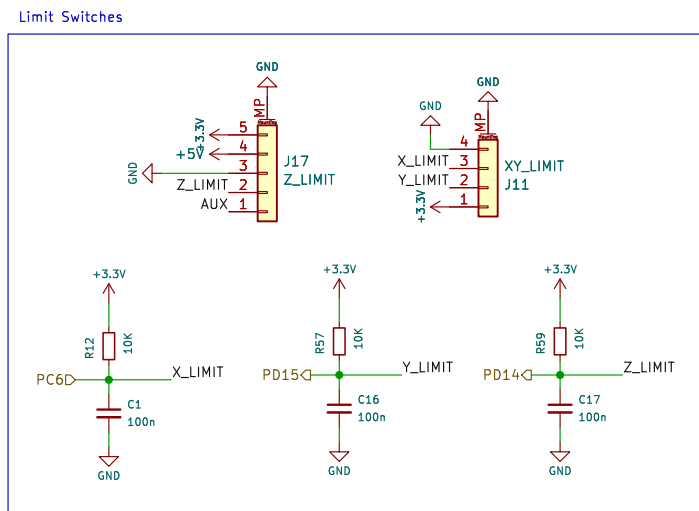 Limit Switches
GND
MP
+3.3V 5
+5V 4
GND 3
Z_LIMIT 2
AUX 1
J17
Z_LIMIT
GND
GND
MP
4
X_LIMIT 3
Y_LIMIT 2
+3.3V 1
XY_LIMIT
J11
+3.3V
R12 10K
PC6 X_LIMIT
C1
100n
GND
+3.3V
R57 10K
PD15 Y_LIMIT
C16
100n
GND
+3.3V
R59 10K
PD14 Z_LIMIT
C17
100n
GND